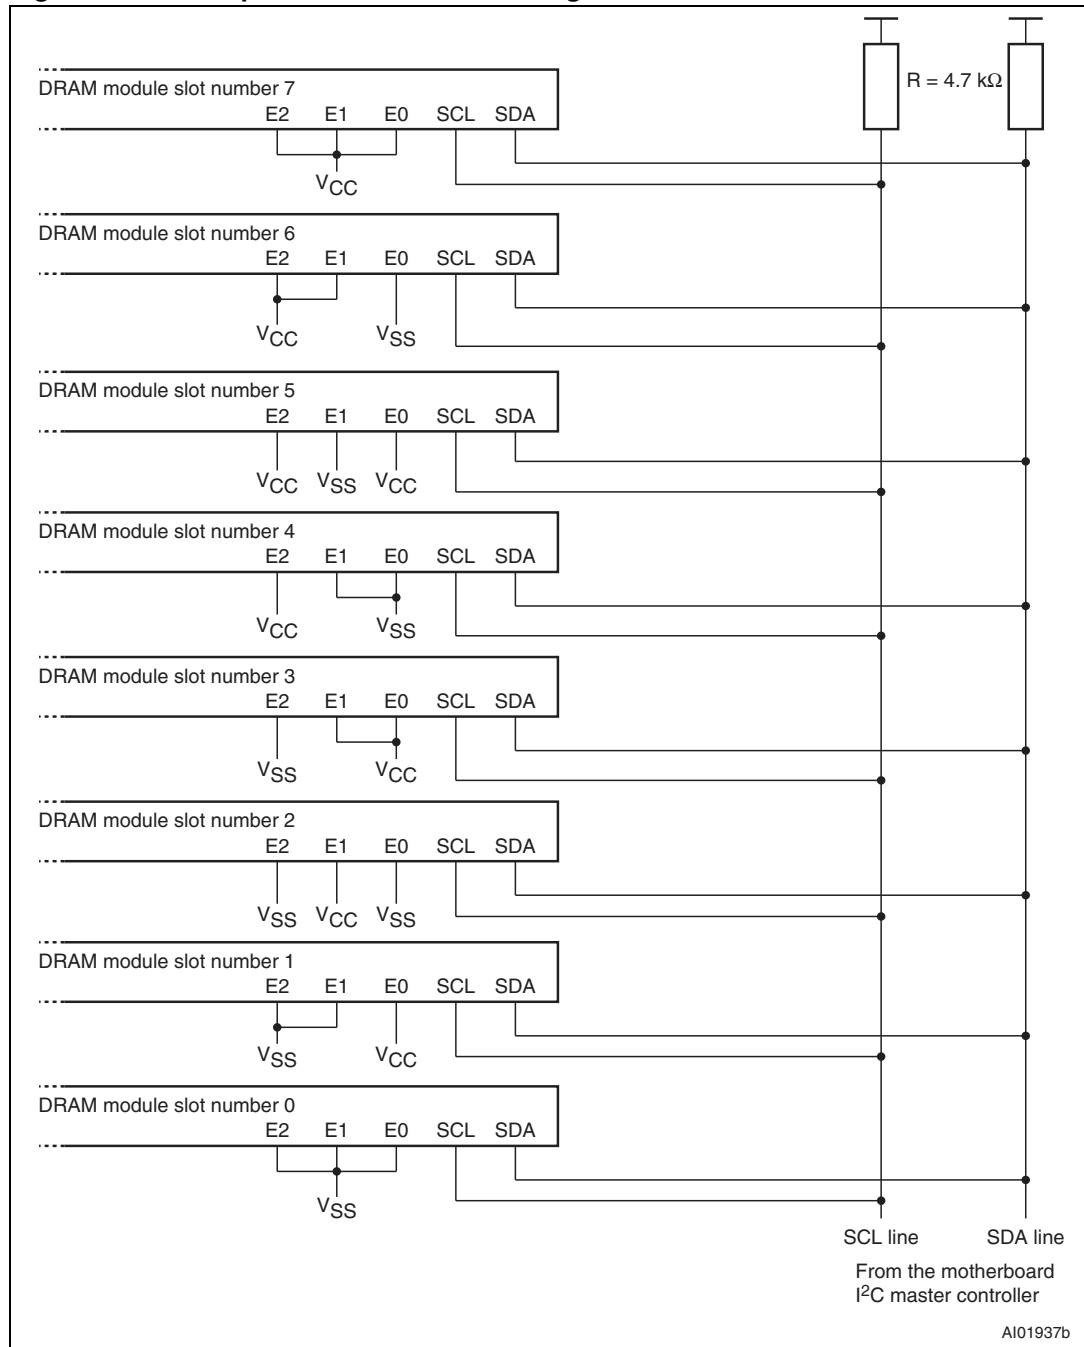 R = 4.7 kΩ
DRAM module slot number 7
E2 E1 E0 SCL SDA
VCC
DRAM module slot number 6
E2 E1 E0 SCL SDA
VCC VSS
DRAM module slot number 5
E2 E1 E0 SCL SDA
VCC VSS VCC
DRAM module slot number 4
E2 E1 E0 SCL SDA
VCC VSS
DRAM module slot number 3
E2 E1 E0 SCL SDA
VSS VCC
DRAM module slot number 2
E2 E1 E0 SCL SDA
VSS VCC VSS
DRAM module slot number 1
E2 E1 E0 SCL SDA
VSS VCC
DRAM module slot number 0
E2 E1 E0 SCL SDA
VSS
SCL line SDA line
From the motherboard
I2C master controller
AI01937b